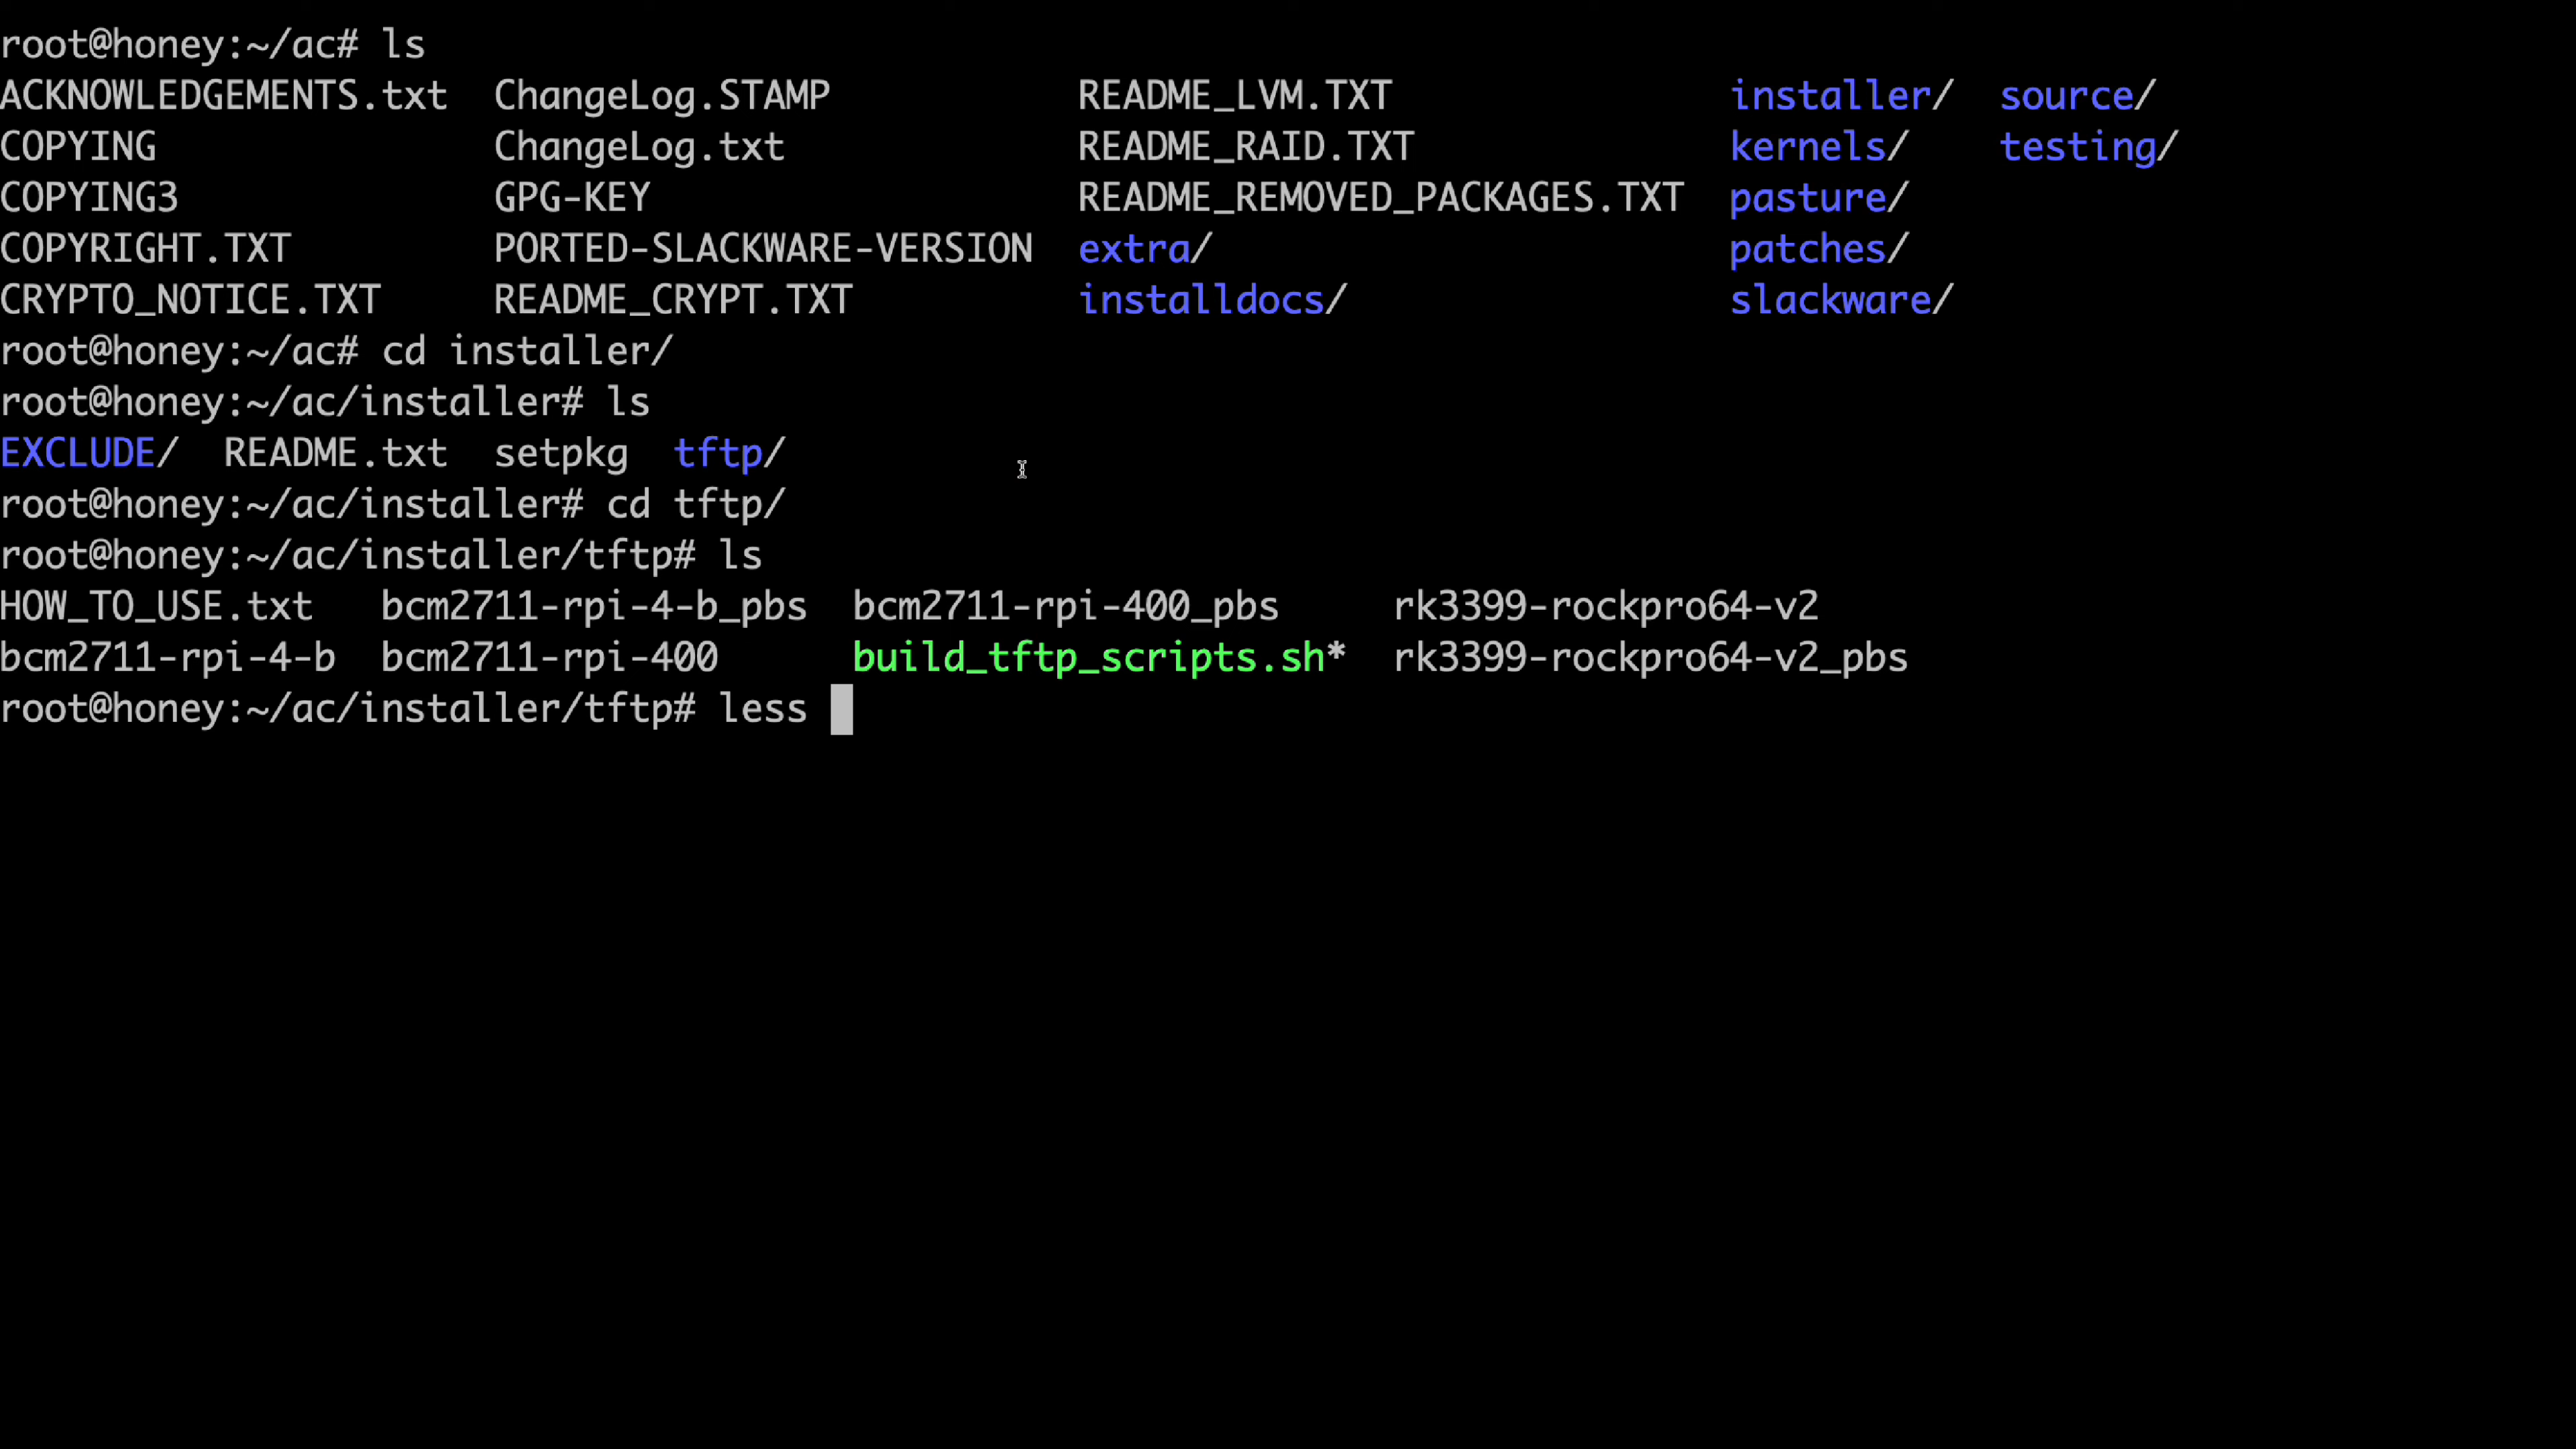 root@honey:~/ac# ls
ACKNOWLEDGEMENTS.txt  ChangeLog.STAMP           README_LVM.TXT               installer/  source/
COPYING               ChangeLog.txt             README_RAID.TXT              kernels/    testing/
COPYING3              GPG-KEY                   README_REMOVED_PACKAGES.TXT  pasture/
COPYRIGHT.TXT         PORTED-SLACKWARE-VERSION  extra/                       patches/
CRYPTO_NOTICE.TXT     README_CRYPT.TXT          installdocs/                 slackware/
root@honey:~/ac# cd installer/
root@honey:~/ac/installer# ls
EXCLUDE/  README.txt  setpkg  tftp/
root@honey:~/ac/installer# cd tftp/
root@honey:~/ac/installer/tftp# ls
HOW_TO_USE.txt   bcm2711-rpi-4-b_pbs  bcm2711-rpi-400_pbs     rk3399-rockpro64-v2
bcm2711-rpi-4-b  bcm2711-rpi-400      build_tftp_scripts.sh*  rk3399-rockpro64-v2_pbs
root@honey:~/ac/installer/tftp# less